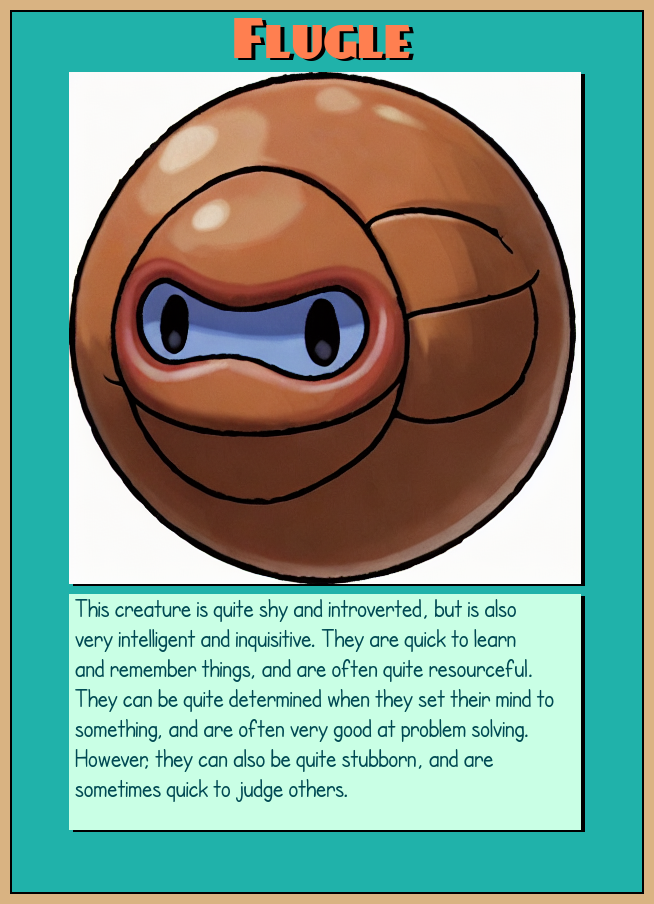 Flugle
This creature is quite shy and introverted, but is also
very intelligent and inquisitive. They are quick to learn
and remember things, and are often quite resourceful.
They can be quite determined when they set their mind to
something, and are often very good at problem solving.
However, they can also be quite stubborn, and are
sometimes quick to judge others.